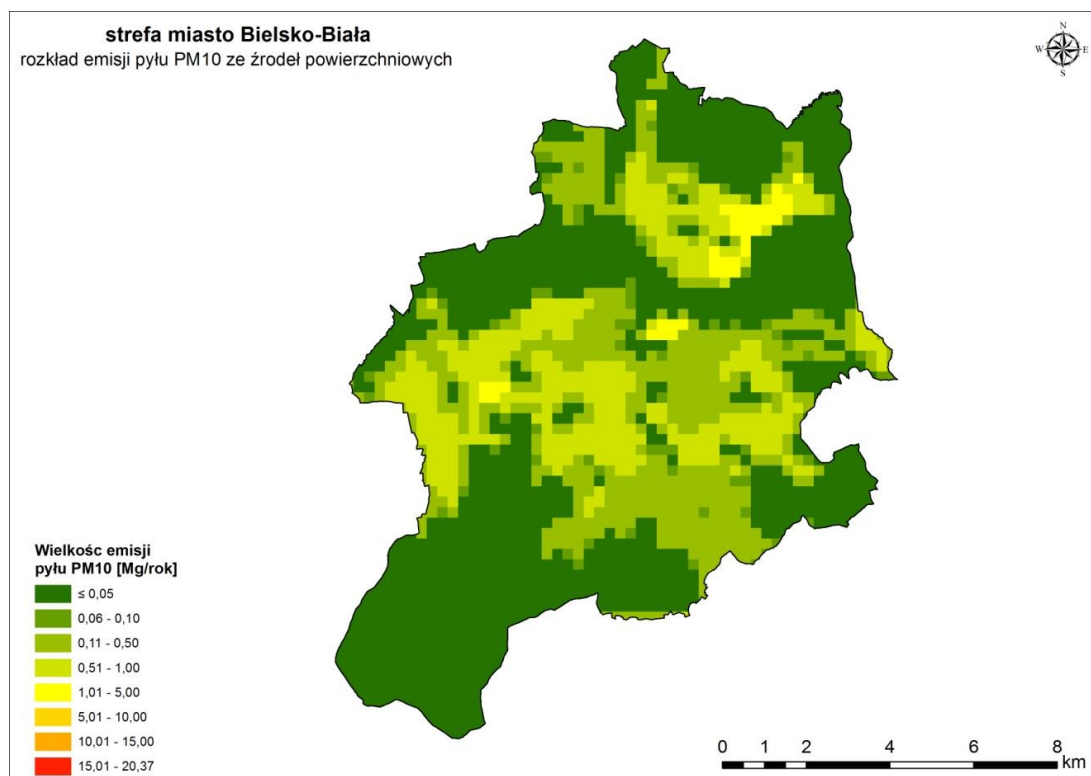 strefa miasto Bielsko-Biała
rozkład emisji pyłu PM10 ze źrodeł powierzchniowych
N
W E
S
Wielkośc emisji
pyłu PM10 [Mg/rok]
≤ 0,05
0,06 - 0,10
0,11 - 0,50
0,51 - 1,00
1,01 - 5,00
5,01 - 10,00
10,01 - 15,00
15,01 - 20,37
0 1 2 4 6 8
km